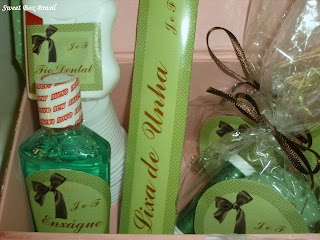 Sweet Box Brasil
J e F
Fio Dental
J e F
Lixa de Unha
J e F
Enxágue
J e F